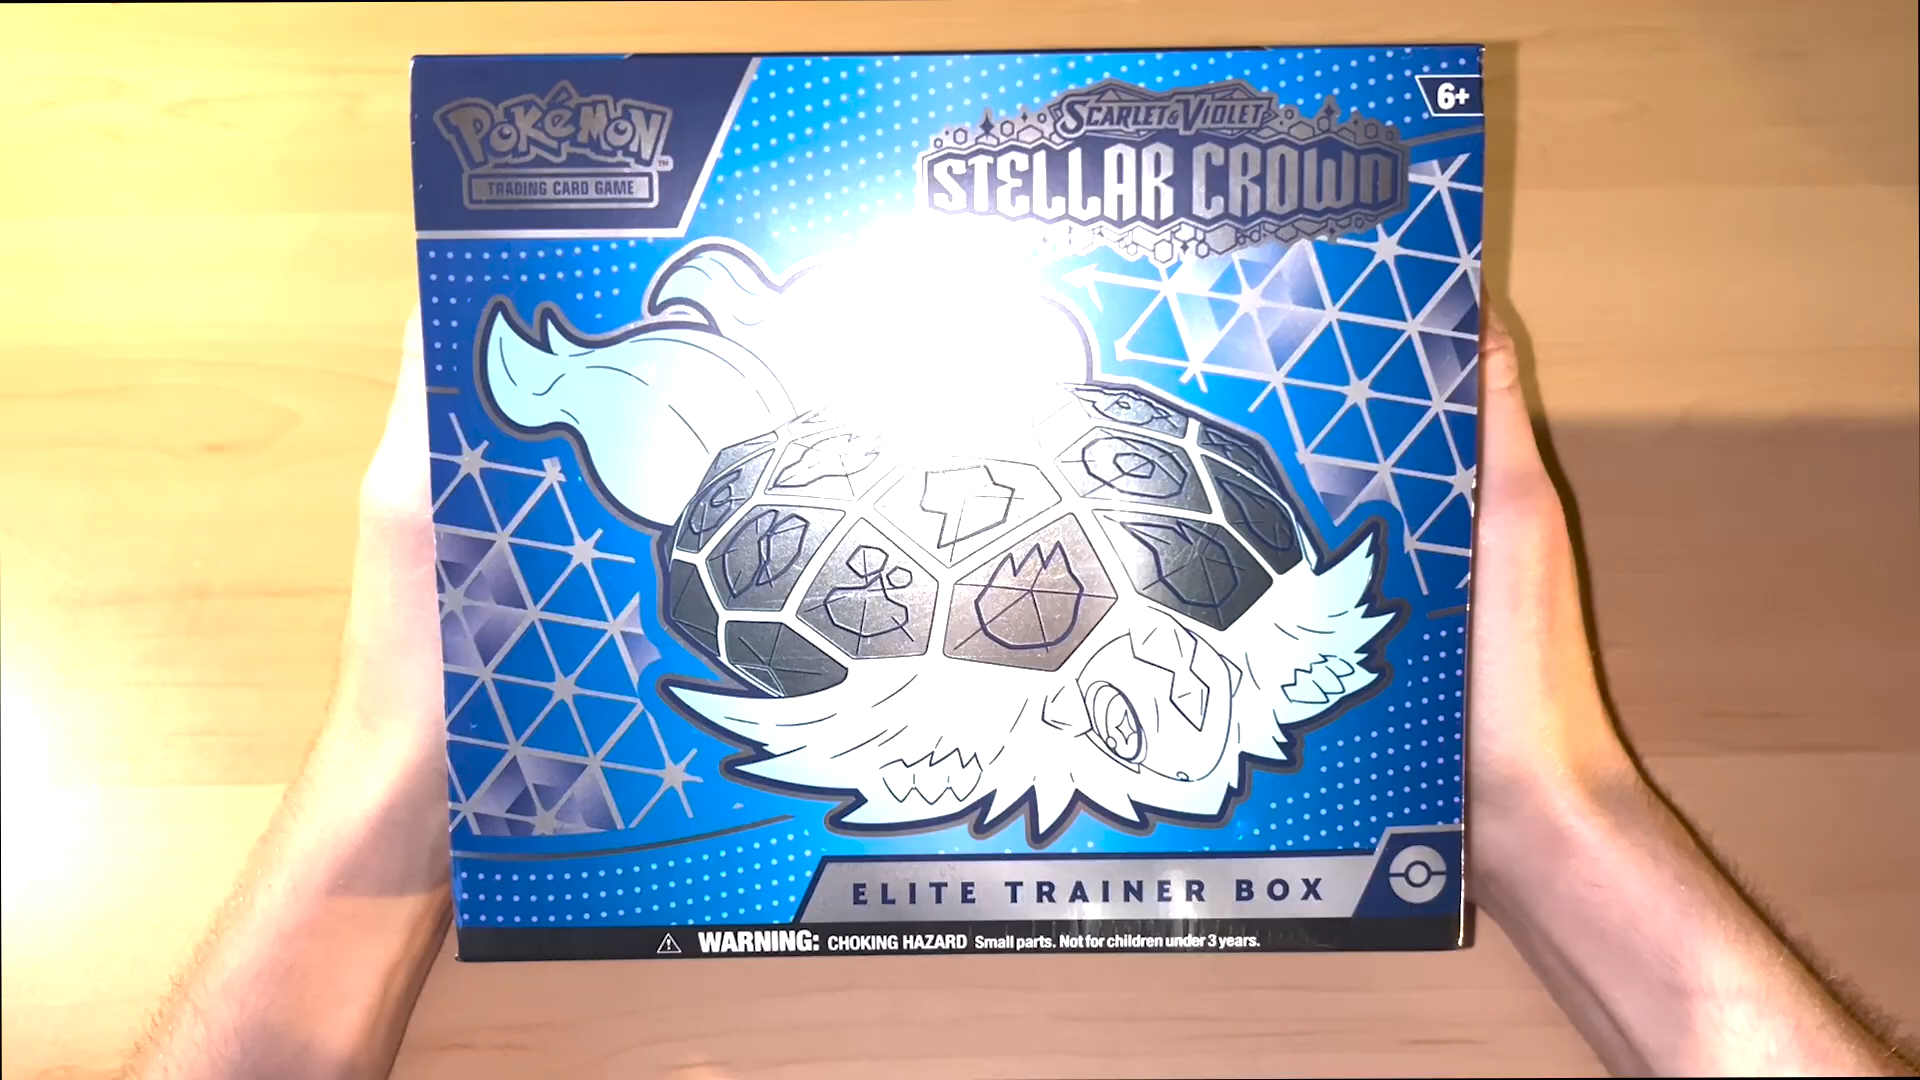 POKéMON
TM
TRADING CARD GAME
SCARLET & VIOLET
STELLAR CROWN
6+
ELITE TRAINER BOX
WARNING: CHOKING HAZARD Small parts. Not for children under 3 years.